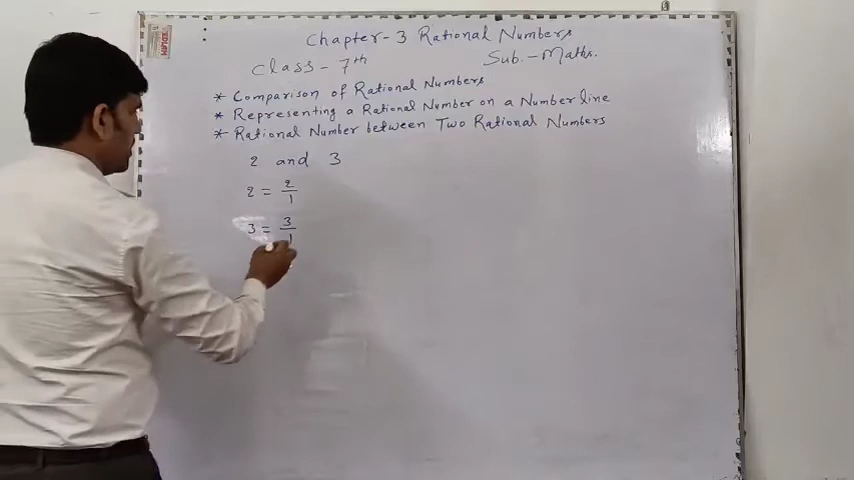 Chapter-3 Rational Numbers
Class - 7th Sub. - Maths.
* Comparison of Rational Numbers
* Representing a Rational Number on a Number line
* Rational Number between Two Rational Numbers
2 and 3
2 = 2/1
3 = 3/1